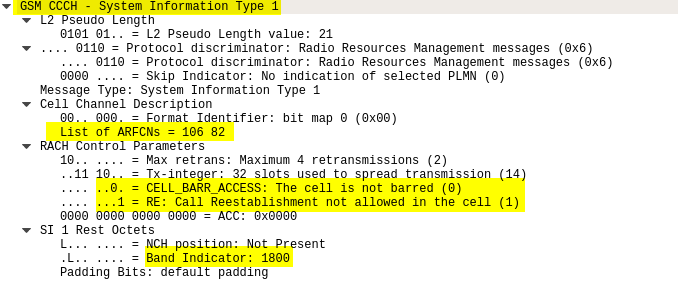 GSM CCCH - System Information Type 1
L2 Pseudo Length
0101 01.. = L2 Pseudo Length value: 21
.... 0110 = Protocol discriminator: Radio Resources Management messages (0x6)
.... 0110 = Protocol discriminator: Radio Resources Management messages (0x6)
0000 .... = Skip Indicator: No indication of selected PLMN (0)
Message Type: System Information Type 1
Cell Channel Description
00.. 000. = Format Identifier: bit map 0 (0x00)
List of ARFCNs = 106 82
RACH Control Parameters
10.. .... = Max retrans: Maximum 4 retransmissions (2)
..11 10.. = Tx-integer: 32 slots used to spread transmission (14)
.... ..0. = CELL_BARR_ACCESS: The cell is not barred (0)
.... ...1 = RE: Call Reestablishment not allowed in the cell (1)
0000 0000 0000 0000 = ACC: 0x0000
SI 1 Rest Octets
L... .... = NCH position: Not Present
.L.. .... = Band Indicator: 1800
Padding Bits: default padding